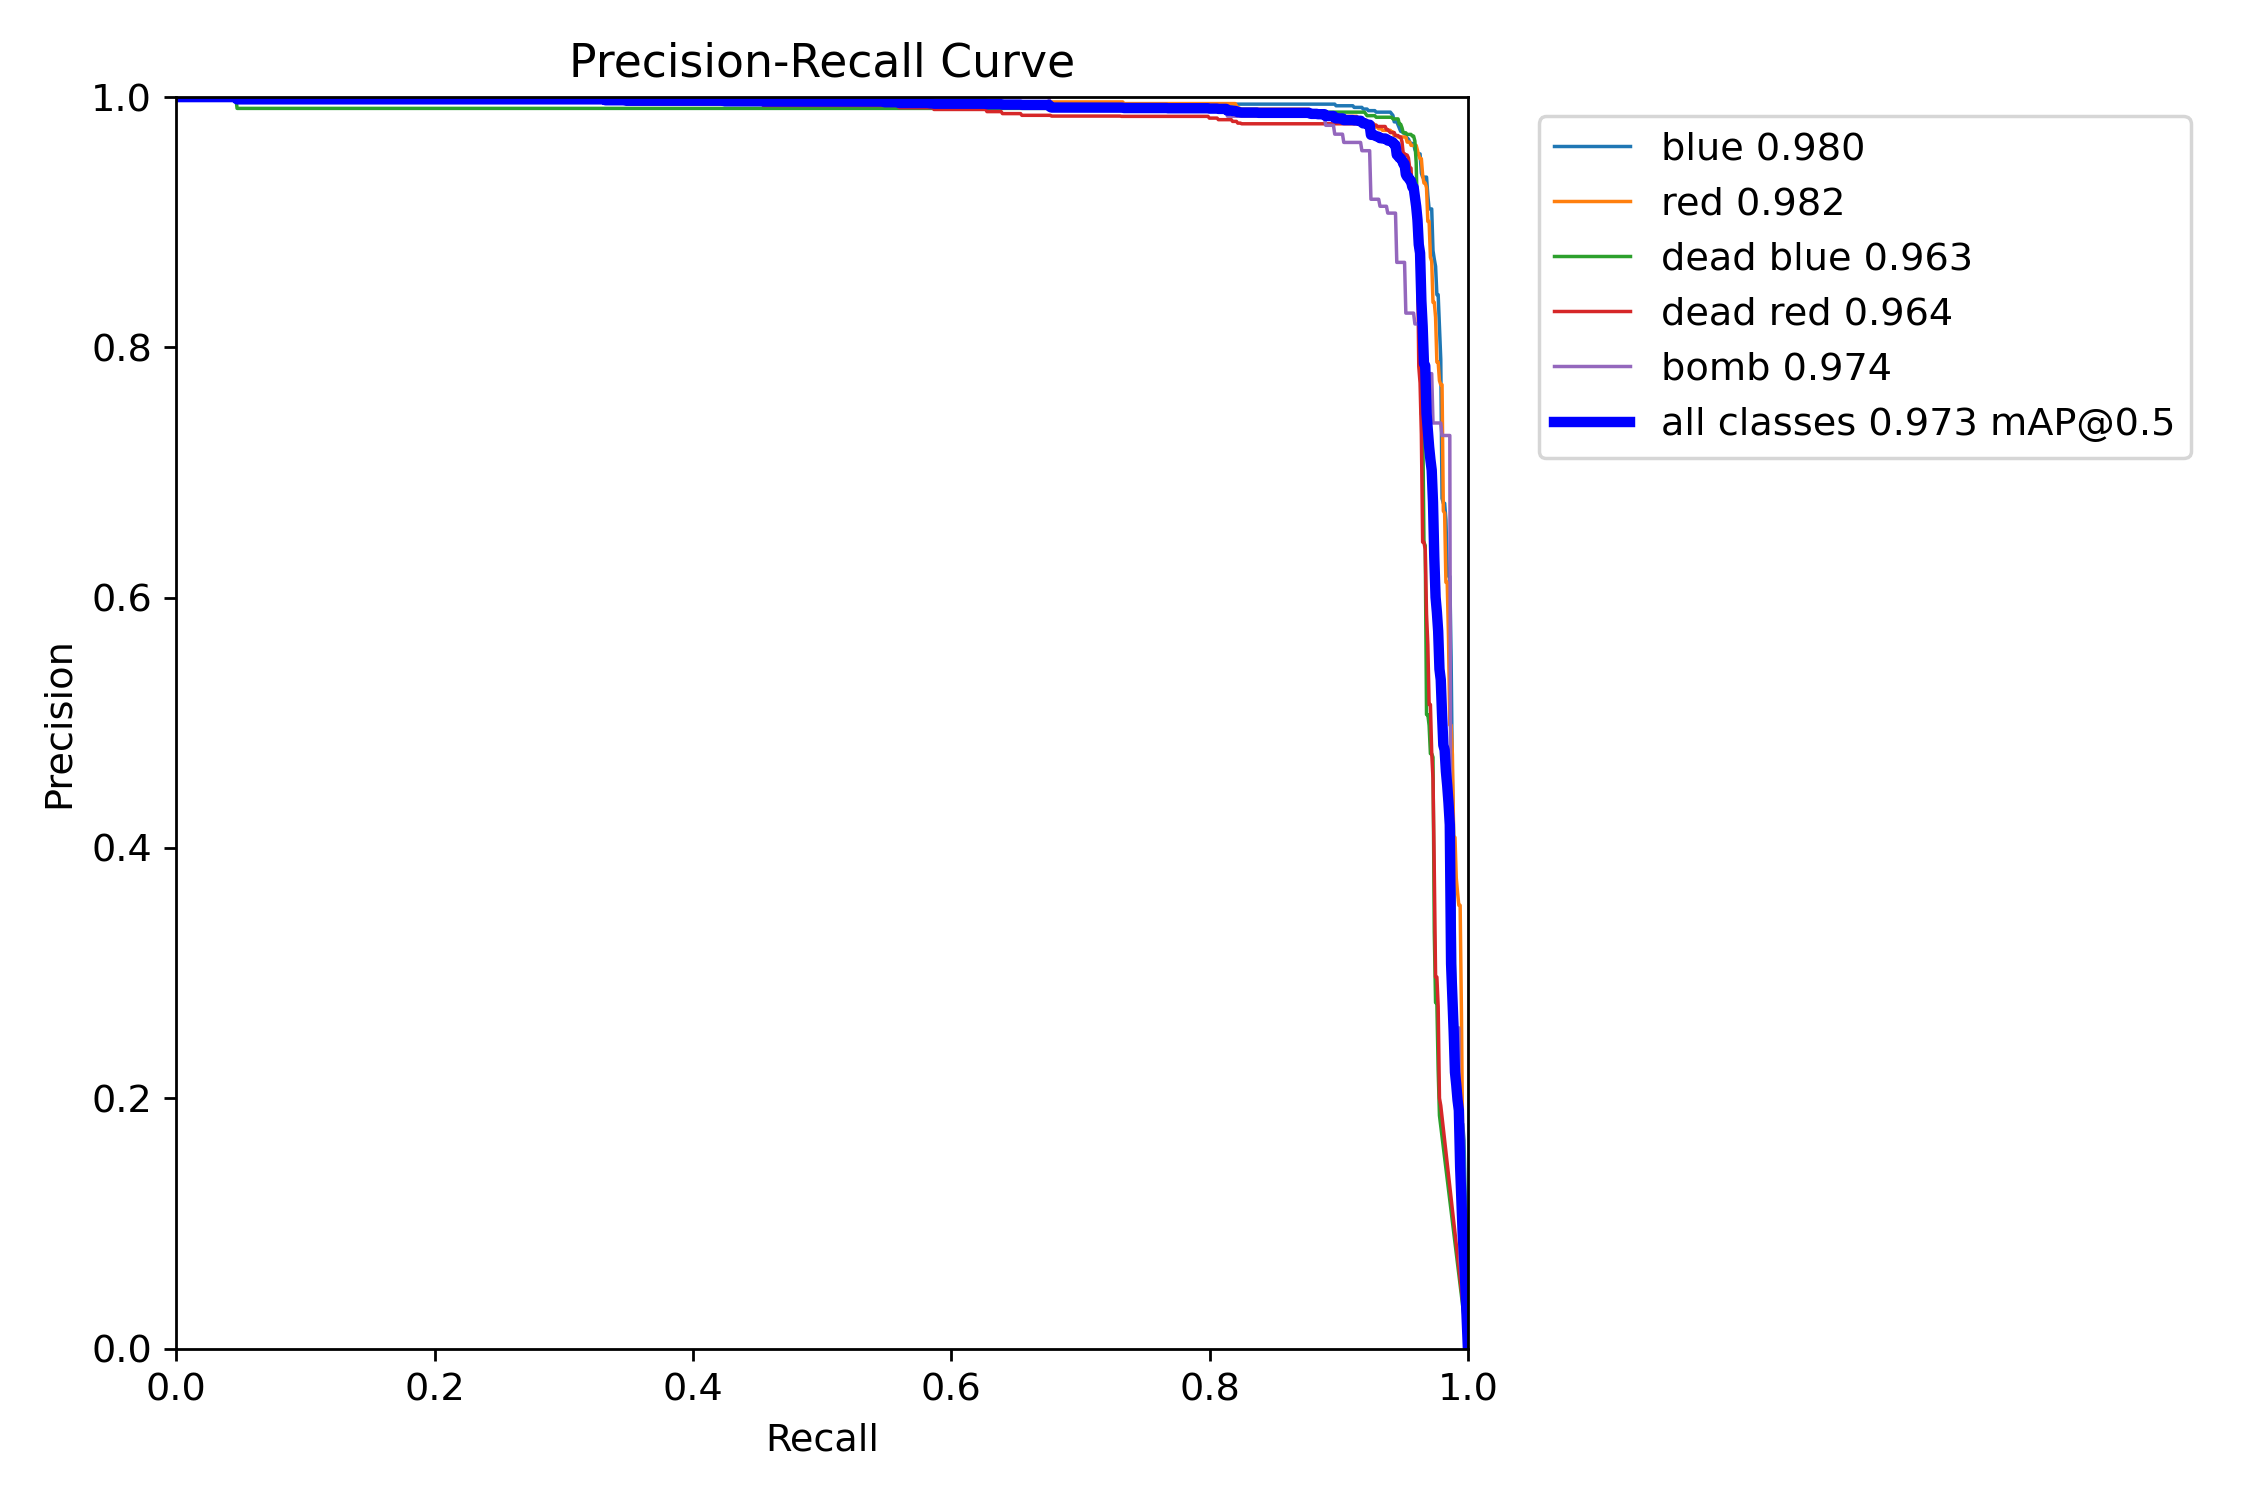 Precision-Recall Curve
1.0
0.8
0.6
0.4
0.2
0.0
Precision
0.0 0.2 0.4 0.6 0.8 1.0
Recall
blue 0.980
red 0.982
dead blue 0.963
dead red 0.964
bomb 0.974
all classes 0.973 mAP@0.5